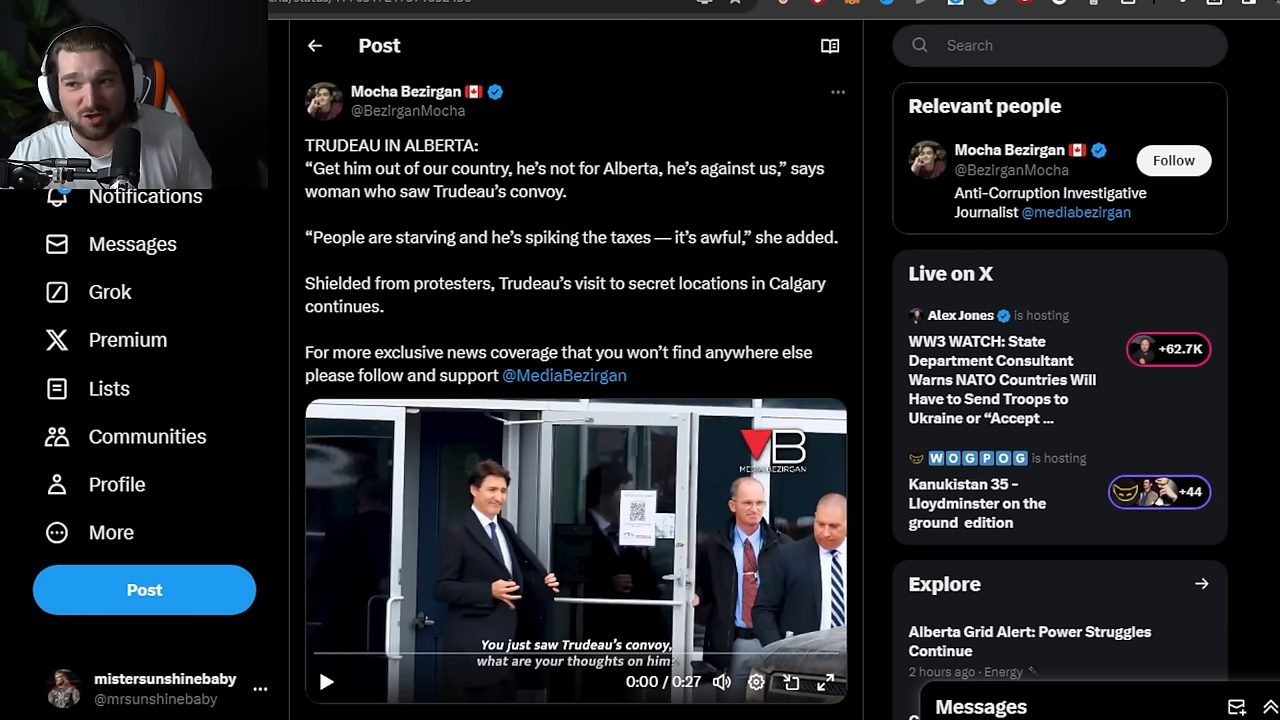 Post
Mocha Bezirgan
@BezirganMocha
TRUDEAU IN ALBERTA:
“Get him out of our country, he’s not for Alberta, he’s against us,” says
woman who saw Trudeau’s convoy.
“People are starving and he’s spiking the taxes — it’s awful,” she added.
Shielded from protesters, Trudeau’s visit to secret locations in Calgary
continues.
For more exclusive news coverage that you won’t find anywhere else
please follow and support @MediaBezirgan
B
MEDIA BEZIRGAN
You just saw Trudeau's convoy,
what are your thoughts on him?
0:00 / 0:27
Notifications
Messages
Grok
Premium
Lists
Communities
Profile
More
Post
mistersunshinebaby
@mrsunshinebaby
Search
Relevant people
Mocha Bezirgan
@BezirganMocha
Follow
Anti-Corruption Investigative
Journalist @mediabezirgan
Live on X
Alex Jones is hosting
WW3 WATCH: State
Department Consultant
Warns NATO Countries Will
Have to Send Troops to
Ukraine or “Accept ...
+62.7K
WOGPOG is hosting
Kanukistan 35 -
Lloydminster on the
ground edition
+44
Explore
Alberta Grid Alert: Power Struggles
Continue
2 hours ago · Energy
Messages